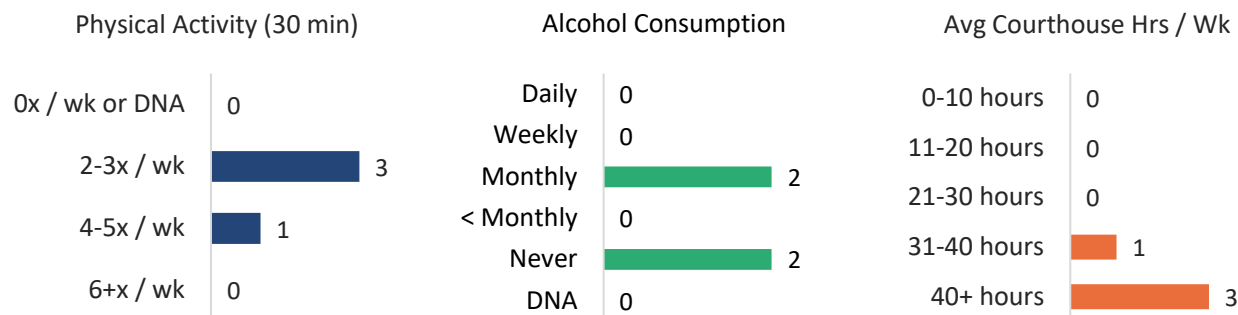 Physical Activity (30 min)
0x / wk or DNA 0
2-3x / wk 3
4-5x / wk 1
6+x / wk 0
Alcohol Consumption
Daily 0
Weekly 0
Monthly 2
< Monthly 0
Never 2
DNA 0
Avg Courthouse Hrs / Wk
0-10 hours 0
11-20 hours 0
21-30 hours 0
31-40 hours 1
40+ hours 3